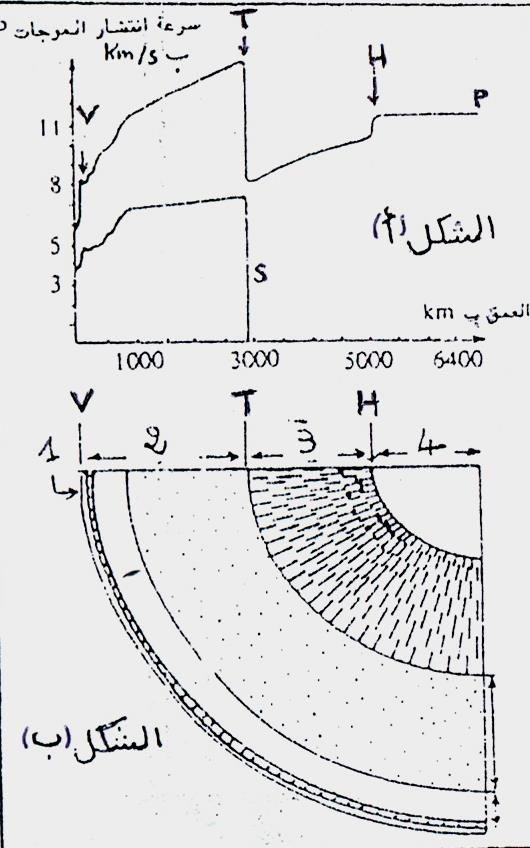 سرعة انتشار الموجات
ب Km/s
T
H
V
P
11
8
5
3
S
الشكل (أ)
العمق ب km
1000 3000 5000 6400
V T H
1 2 3 4
الشكل (ب)